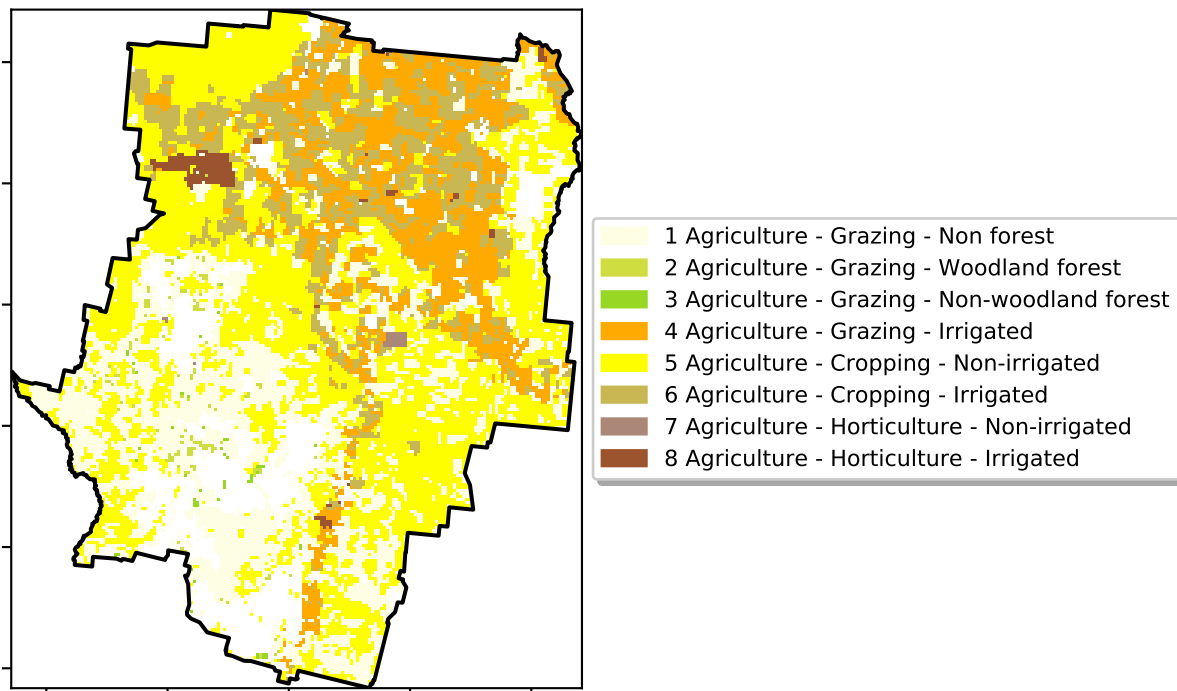 1 Agriculture - Grazing - Non forest
2 Agriculture - Grazing - Woodland forest
3 Agriculture - Grazing - Non-woodland forest
4 Agriculture - Grazing - Irrigated
5 Agriculture - Cropping - Non-irrigated
6 Agriculture - Cropping - Irrigated
7 Agriculture - Horticulture - Non-irrigated
8 Agriculture - Horticulture - Irrigated